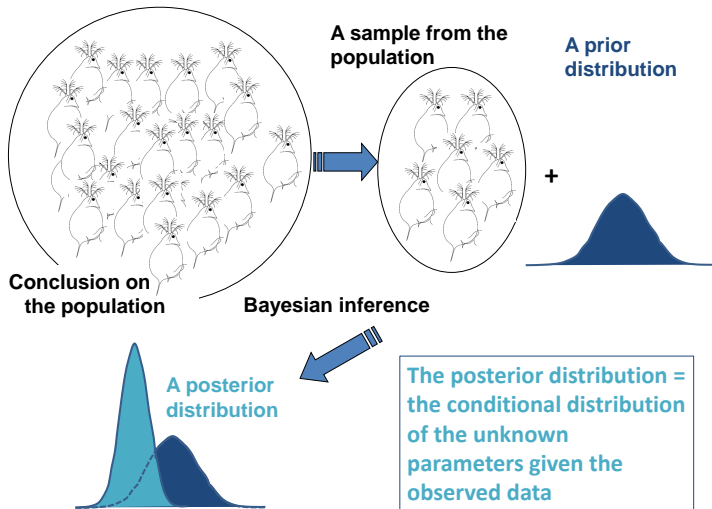 A sample from the
population
A prior
distribution
+
Conclusion on
the population
Bayesian inference
A posterior
distribution
The posterior distribution =
the conditional distribution
of the unknown
parameters given the
observed data